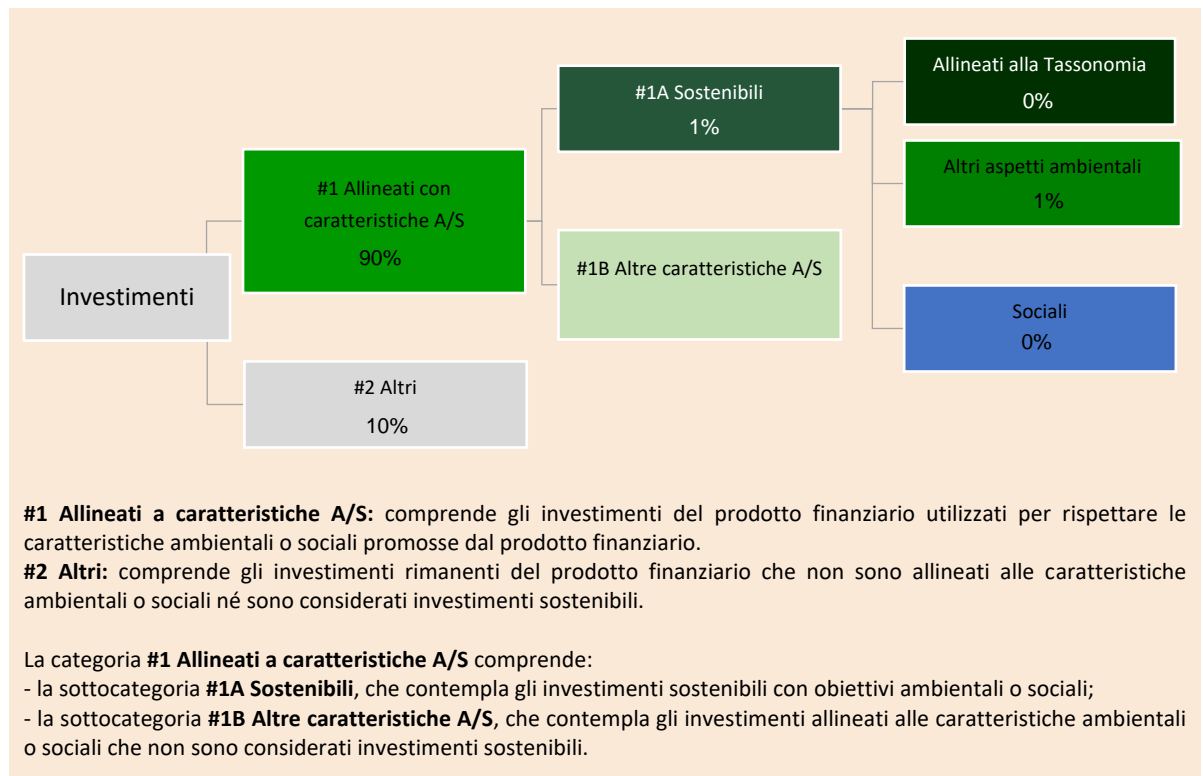 Investimenti
#1 Allineati con
caratteristiche A/S
90%
#2 Altri
10%
#1A Sostenibili
1%
#1B Altre caratteristiche A/S
Allineati alla Tassonomia
0%
Altri aspetti ambientali
1%
Sociali
0%
#1 Allineati a caratteristiche A/S: comprende gli investimenti del prodotto finanziario utilizzati per rispettare le
caratteristiche ambientali o sociali promosse dal prodotto finanziario.
#2 Altri: comprende gli investimenti rimanenti del prodotto finanziario che non sono allineati alle caratteristiche
ambientali o sociali né sono considerati investimenti sostenibili.
La categoria #1 Allineati a caratteristiche A/S comprende:
- la sottocategoria #1A Sostenibili, che contempla gli investimenti sostenibili con obiettivi ambientali o sociali;
- la sottocategoria #1B Altre caratteristiche A/S, che contempla gli investimenti allineati alle caratteristiche ambientali
o sociali che non sono considerati investimenti sostenibili.